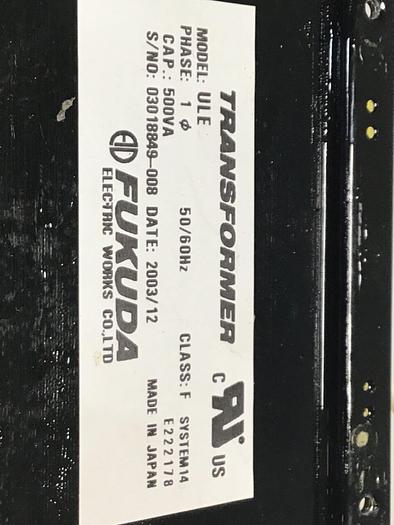 TRANSFORMER
MODEL: ULE
PHASE: 1 φ 50/60Hz CLASS: F SYSTEM14
CAP.: 500VA E222178
S/NO: 03018849-008 DATE: 2003/12 MADE IN JAPAN
FUKUDA
ELECTRIC WORKS CO.,LTD
C US